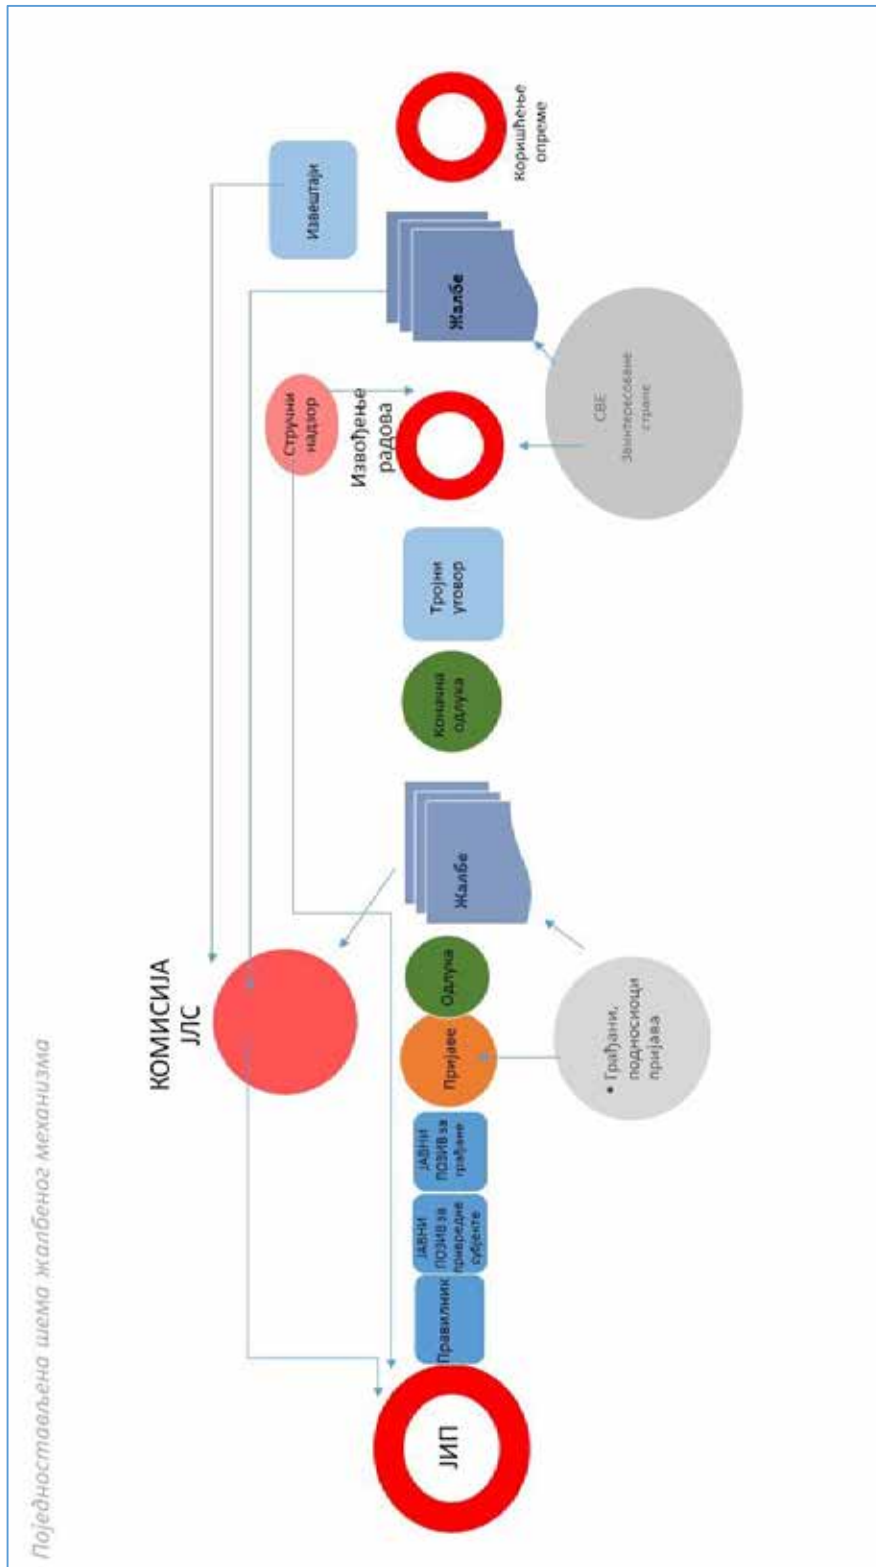 Поједностављена шема жалбеног механизма
КОМИСИЈА
ЈЛС
Стручни
надзор
Извештаји
ЈИП
Правилник
ЈАВНИ
ПОЗИВ за
привредне
субјекте
ЈАВНИ
ПОЗИВ за
грађане
Пријаве
Одлука
Жалбе
Коначна
одлука
Тројни
уговор
Извођење
радова
Жалбе
Коришћење
опреме
• Грађани,
подносиоци
пријава
СВЕ
Заинтересоване
стране